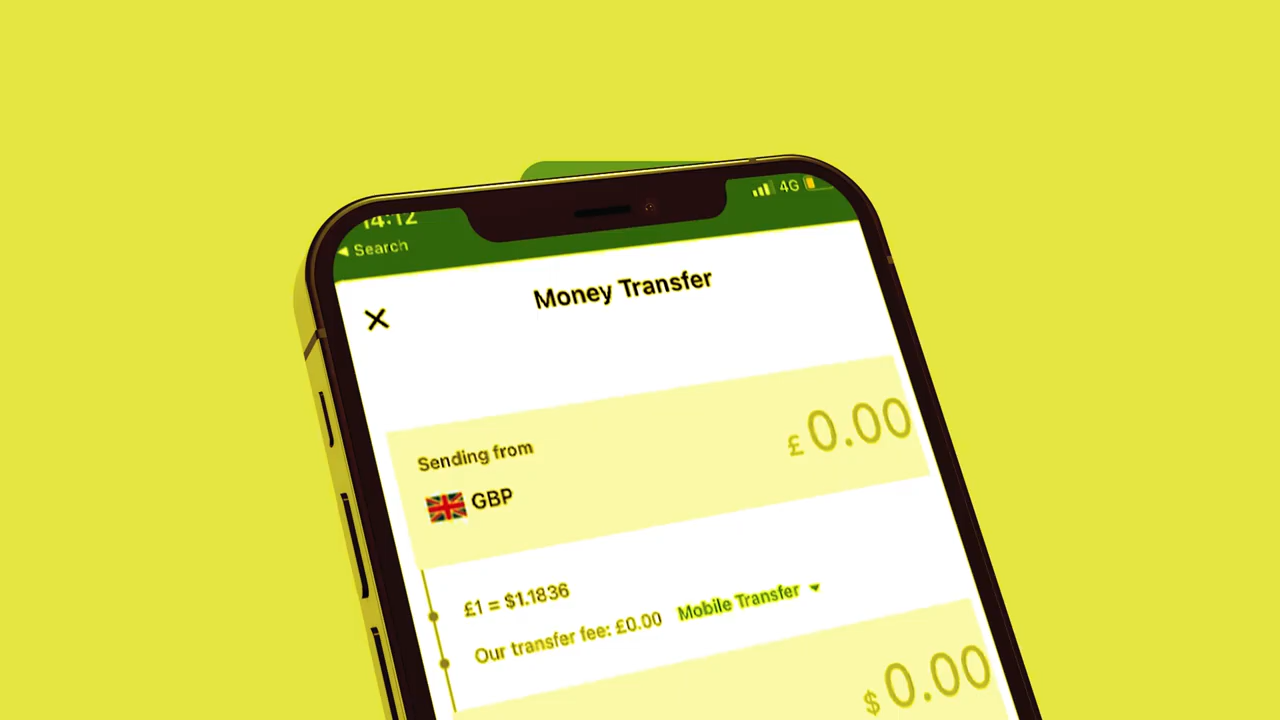 14:12
4G
◀ Search
Money Transfer
Sending from
£0.00
GBP
£1 = $1.1836
Our transfer fee: £0.00 Mobile Transfer
$0.00